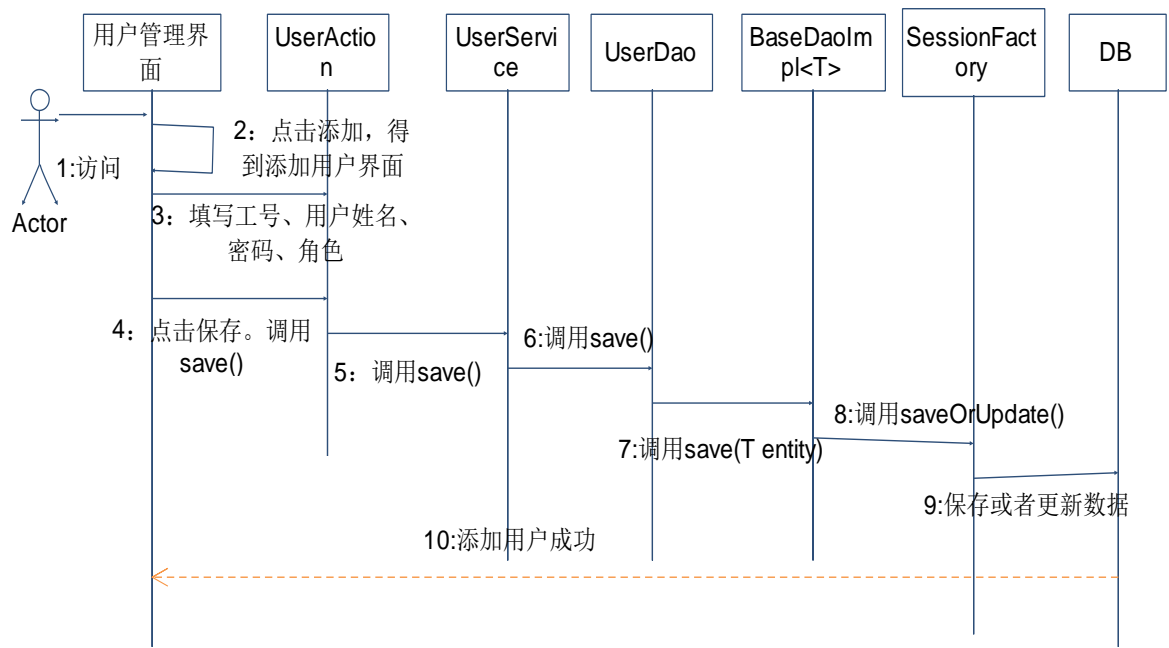 用户管理界
面
UserActio
n
UserServi
ce
UserDao
BaseDaoIm
pl<T>
SessionFact
ory
DB
2：点击添加，得
到添加用户界面
1:访问
Actor
3：填写工号、用户姓名、
密码、角色
4：点击保存。调用
save()
5：调用save()
6:调用save()
7:调用save(T entity)
8:调用saveOrUpdate()
9:保存或者更新数据
10:添加用户成功